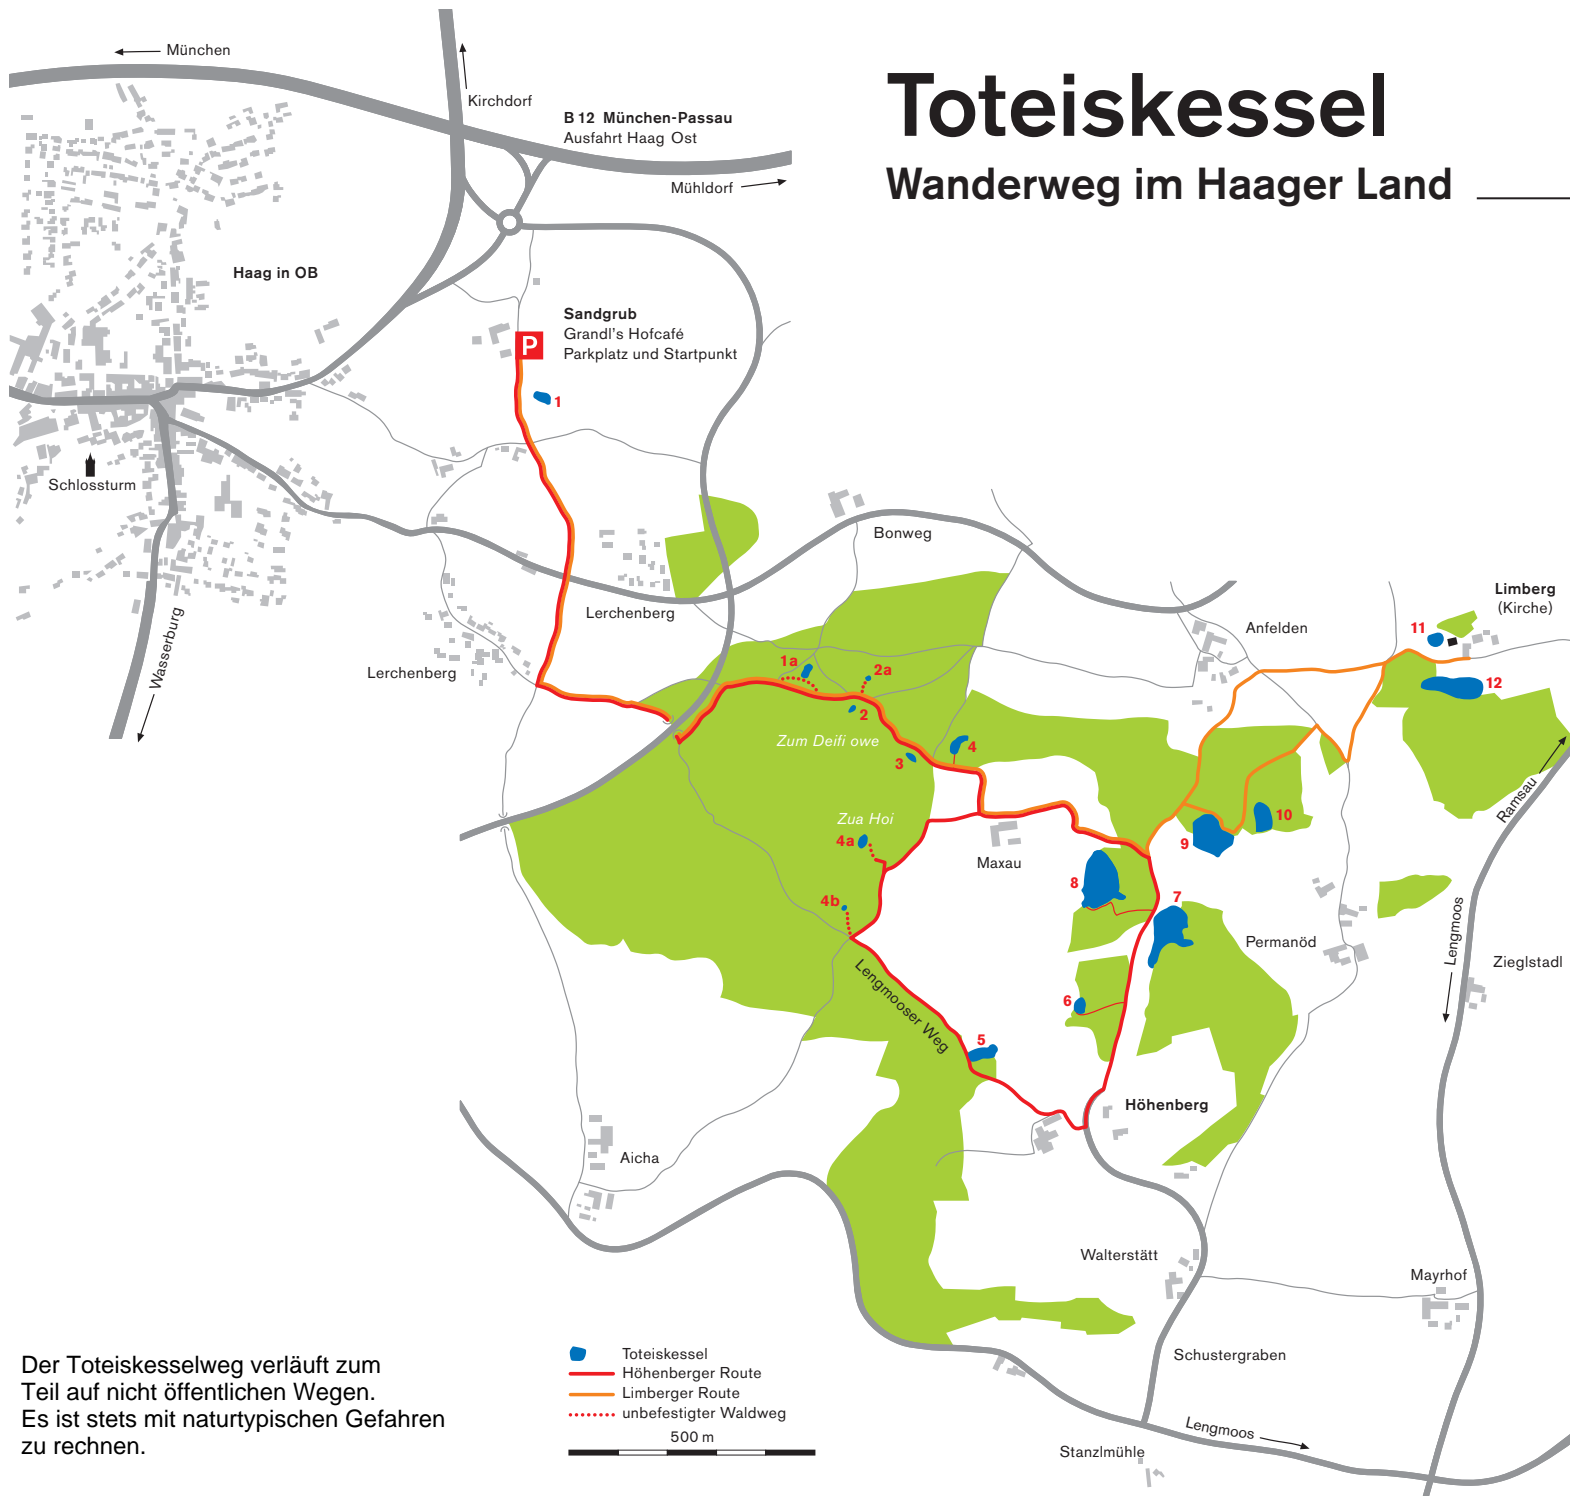 Toteiskessel
Wanderweg im Haager Land
München
Kirchdorf
B 12 München-Passau
Ausfahrt Haag Ost
Mühldorf
Haag in OB
Sandgrub
Grandl's Hofcafé
Parkplatz und Startpunkt
P
1
Schlossturm
Wasserburg
Bonweg
Lerchenberg
Lerchenberg
Limberg
(Kirche)
Anfelden
11
12
1a
2a
2
Zum Deifi owe
3
4
Ramsau
Zua Hoi
4a
Maxau
9
10
8
7
4b
Permanöd
Lengmoos
Zieglstadl
Lengmooser Weg
6
5
Höhenberg
Aicha
Walterstätt
Mayrhof
Schustergraben
Lengmoos
Stanzlmühle
Der Toteiskesselweg verläuft zum
Teil auf nicht öffentlichen Wegen.
Es ist stets mit naturtypischen Gefahren
zu rechnen.
Toteiskessel
Höhenberger Route
Limberger Route
unbefestigter Waldweg
500 m